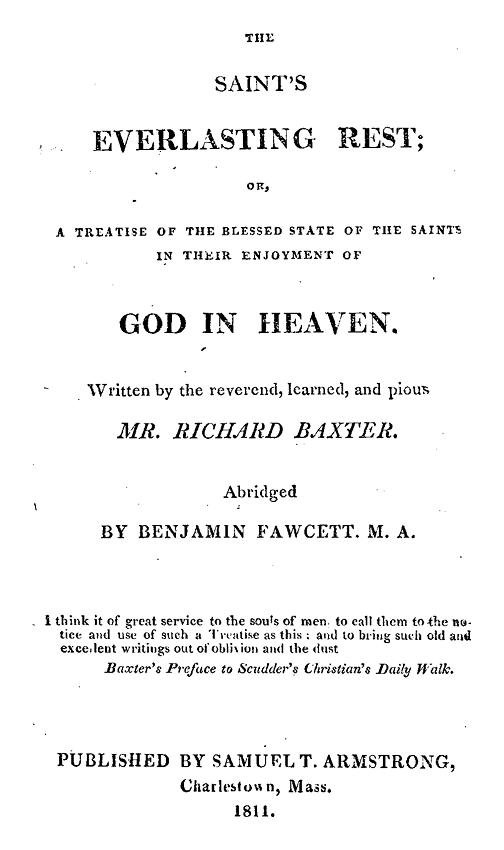 THE
SAINT'S
EVERLASTING REST;
OR,
A TREATISE OF THE BLESSED STATE OF THE SAINTS
IN THEIR ENJOYMENT OF
GOD IN HEAVEN.
Written by the reverend, learned, and pious
MR. RICHARD BAXTER.
Abridged
BY BENJAMIN FAWCETT. M. A.
I think it of great service to the souls of men. to call them to the no-
tice and use of such a Treatise as this; and to bring such old and
excellent writings out of oblivion and the dust
Baxter's Preface to Scudder's Christian's Daily Walk.
PUBLISHED BY SAMUEL T. ARMSTRONG,
Charlestown, Mass.
1811.